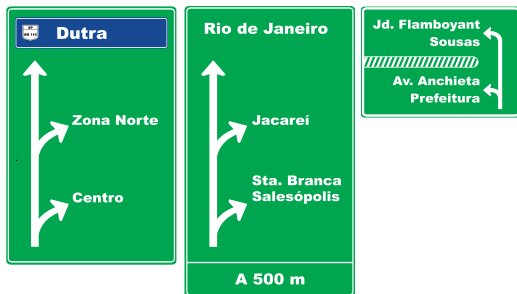 Dutra
Zona Norte
Centro
Rio de Janeiro
Jacareí
Sta. Branca
Salesópolis
A 500 m
Jd. Flamboyant
Sousas
Av. Anchieta
Prefeitura